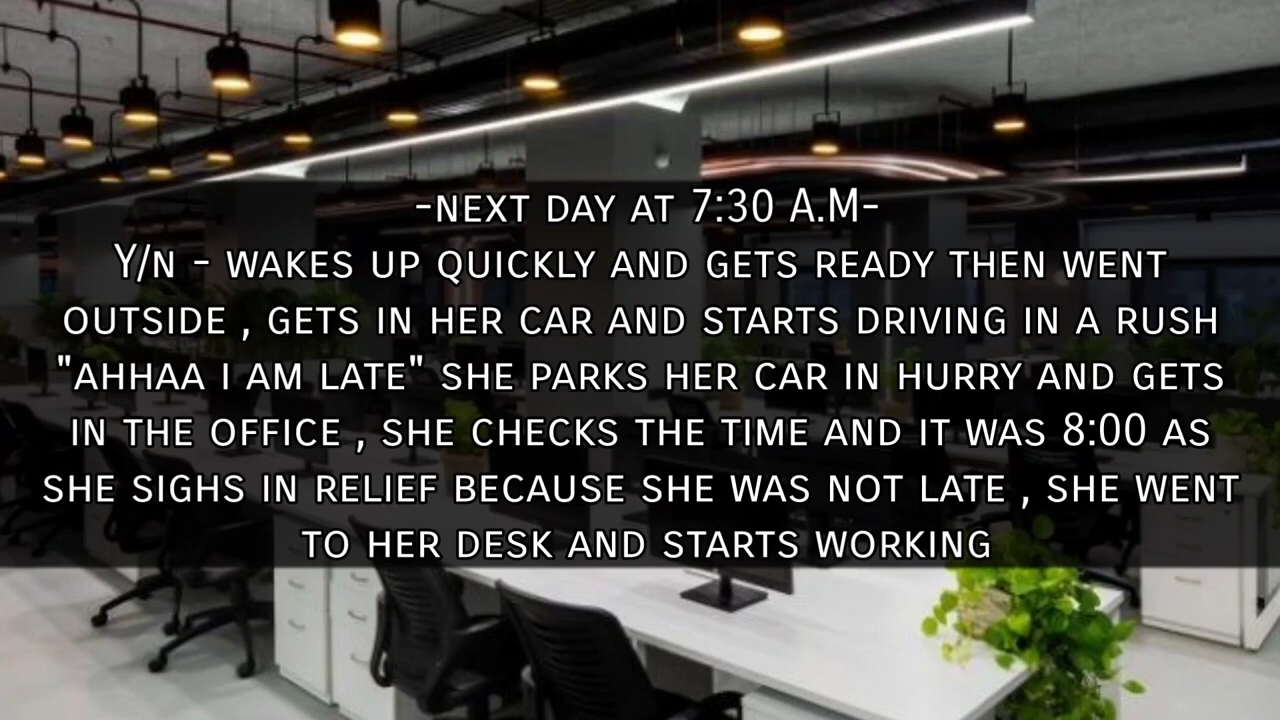 -NEXT DAY AT 7:30 A.M-
Y/N - WAKES UP QUICKLY AND GETS READY THEN WENT
OUTSIDE , GETS IN HER CAR AND STARTS DRIVING IN A RUSH
"AHHAA I AM LATE" SHE PARKS HER CAR IN HURRY AND GETS
IN THE OFFICE , SHE CHECKS THE TIME AND IT WAS 8:00 AS
SHE SIGHS IN RELIEF BECAUSE SHE WAS NOT LATE , SHE WENT
TO HER DESK AND STARTS WORKING